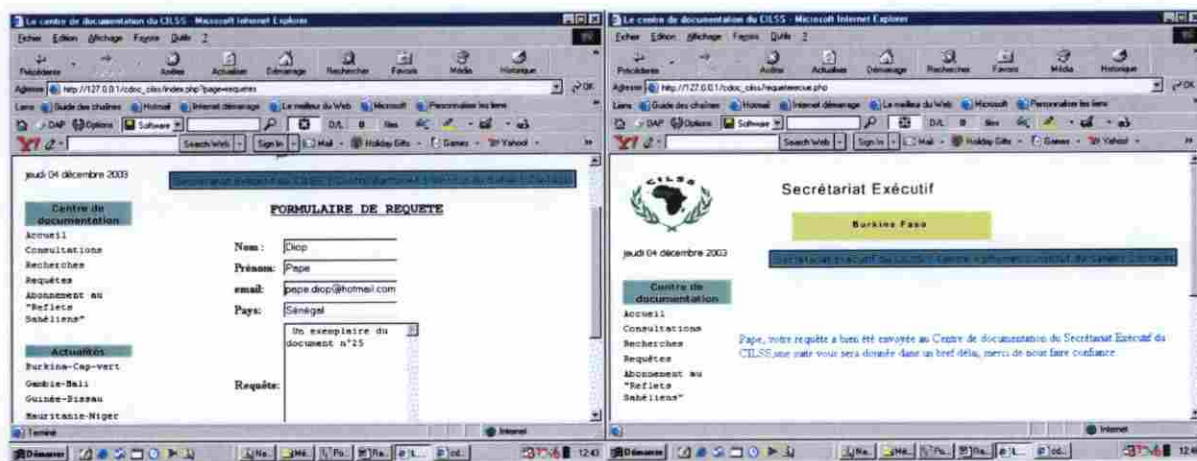 Le centre de documentation du CILSS - Microsoft Internet Explorer
Fichier Edition Affichage Favoris Outils ?
Précédente Arrêter Actualiser Démarrage Rechercher Favoris Média Historique
Adresse http://127.0.0.1/cdoc_cilss/index.php?page=requetes OK
Liens Guide des chaînes Hotmail Internet démarrage Le meilleur du Web Microsoft Personnaliser les liens
DAP Options Software
Y! Search Web Sign In Mail Holiday Gifts Games Yahoo!
jeudi 04 décembre 2003
Centre de
documentation
Accueil
Consultations
Recherches
Requêtes
Abonnement au
"Reflets
Sahéliens"
Actualités
Burkina-Cap-vert
Gambie-Mali
Guinée-Bissau
Mauritanie-Niger
FORMULAIRE DE REQUETE
Nom : Diop
Prénom: Pape
email: pape.diop@hotmail.com
Pays: Sénégal
Requête: Un exemplaire du
document n°25
Terminé Internet
Démarrer 12:43
Le centre de documentation du CILSS - Microsoft Internet Explorer
Fichier Edition Affichage Favoris Outils ?
Précédente Arrêter Actualiser Démarrage Rechercher Favoris Média Historique
Adresse http://127.0.0.1/cdoc_cilss/requeterecue.php OK
Liens Guide des chaînes Hotmail Internet démarrage Le meilleur du Web Microsoft Personnaliser les liens
DAP Options Software
Y! Search Web Sign In Mail Holiday Gifts Games Yahoo!
CILSS
Secrétariat Exécutif
Burkina Faso
jeudi 04 décembre 2003
Centre de
documentation
Accueil
Consultations
Recherches
Requêtes
Abonnement au
"Reflets
Sahéliens"
Pape, votre requête a bien été envoyée au Centre de documentation du Secrétariat Exécutif du
CILSS,une suite vous sera donnée dans un bref délai, merci de nous faire confiance.
Internet
Démarrer